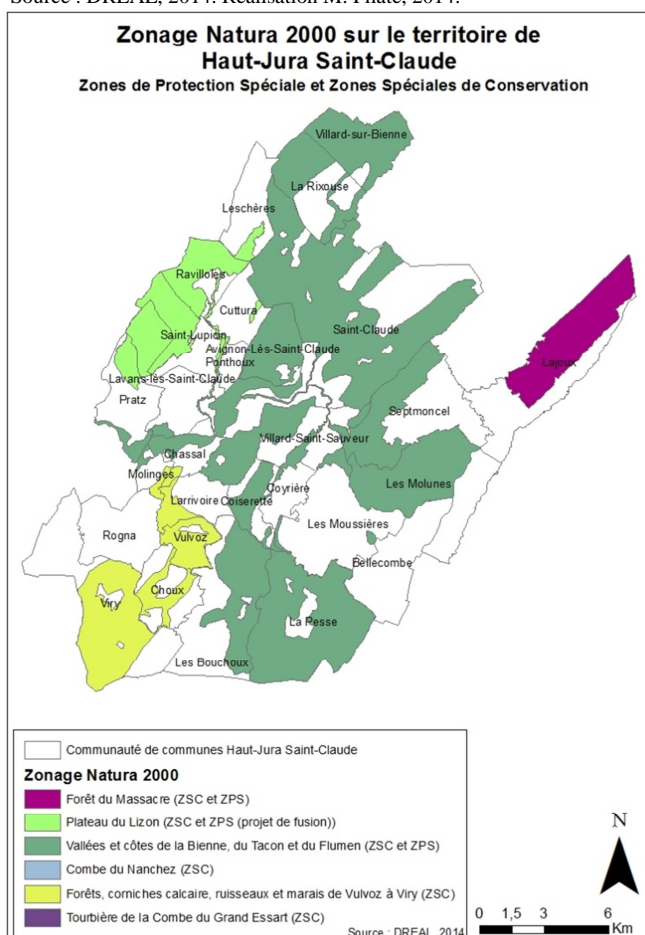 Source : DREAL, 2014. Réalisation M. Pilate, 2014.
Zonage Natura 2000 sur le territoire de
Haut-Jura Saint-Claude
Zones de Protection Spéciale et Zones Spéciales de Conservation
Villard-sur-Bienne
La Rixouse
Leschères
Ravilloles
Cuttura
Saint-Claude
Saint-Lupicin
Avignon-Lès-Saint-Claude
Ponthoux
Lajoux
Lavans-lès-Saint-Claude
Pratz
Septmoncel
Villard-Saint-Sauveur
Chassal
Molinges
Les Molunes
Coyrière
Larrivoire
Coiserette
Les Moussières
Rogna
Vulvoz
Bellecombe
Choux
Viry
La Pesse
Les Bouchoux
Communauté de communes Haut-Jura Saint-Claude
Zonage Natura 2000
Forêt du Massacre (ZSC et ZPS)
Plateau du Lizon (ZSC et ZPS (projet de fusion))
Vallées et côtes de la Bienne, du Tacon et du Flumen (ZSC et ZPS)
Combe du Nanchez (ZSC)
Forêts, corniches calcaire, ruisseaux et marais de Vulvoz à Viry (ZSC)
Tourbière de la Combe du Grand Essart (ZSC)
Source : DREAL, 2014
N
0 1,5 3 6
Km